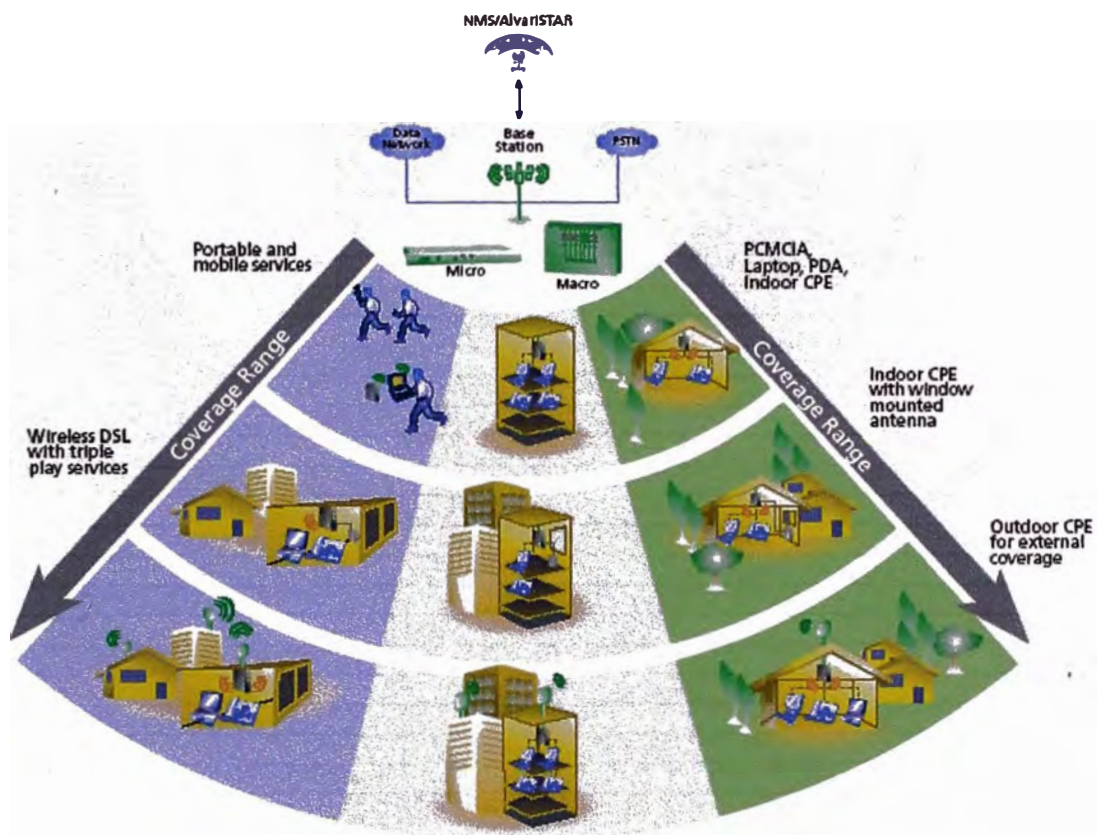 NMS/AlvariSTAR
Data
Network
Base
Station
PSTN
Portable and
mobile services
Micro
Macro
PCMCIA,
Laptop, PDA,
Indoor CPE
Coverage Range
Coverage Range
Indoor CPE
with window
mounted
antenna
Wireless DSL
with triple
play services
Outdoor CPE
for external
coverage